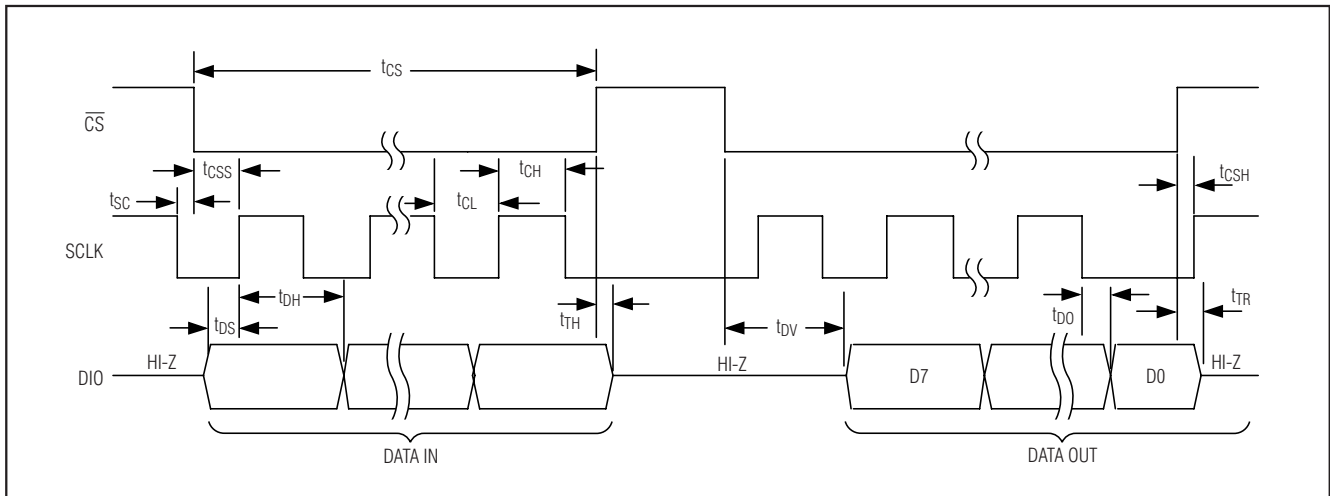 tCS
CS
tCSS
tCH
tCSH
tSC
tCL
SCLK
tDH
tTH
tTR
tDS
tDV
tDO
DIO
HI-Z
HI-Z
D7
D0
HI-Z
DATA IN
DATA OUT